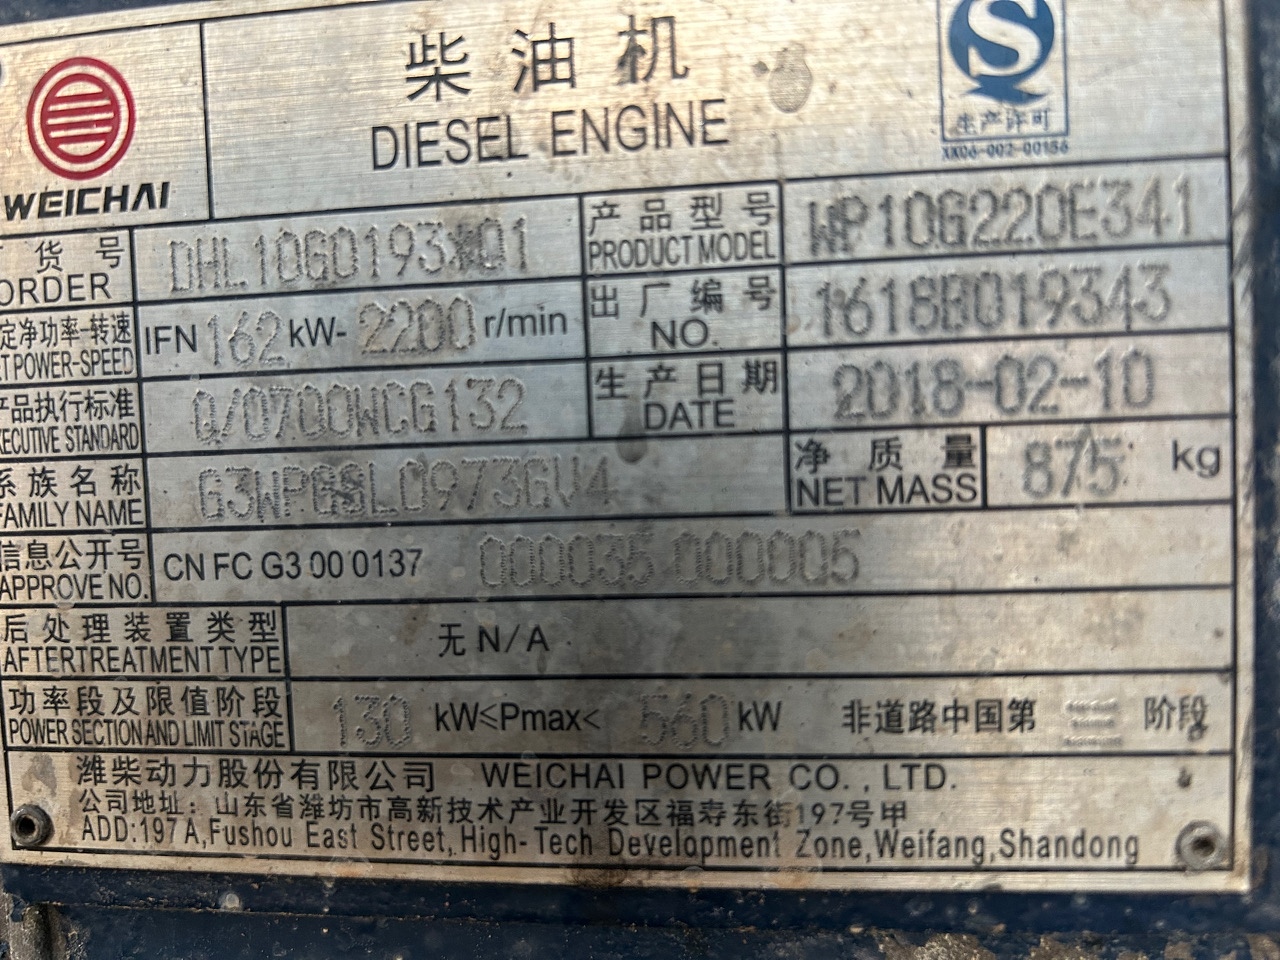 柴油机
DIESEL ENGINE
S
生产许可
XK06-002-00156
WEICHAI
货号
ORDER
DHL10G0193*01
产品型号
PRODUCT MODEL
WP10G220E341
定净功率-转速
POWER-SPEED
IFN 162 kW- 2200 r/min
出厂编号
NO.
1618B019343
产品执行标准
EXECUTIVE STANDARD
Q/0700WCG132
生产日期
DATE
2018-02-10
系族名称
FAMILY NAME
G3WPGSL0973GV4
净质量
NET MASS
875 kg
信息公开号
APPROVE NO.
CN FC G3 00 0137 000035 000005
后处理装置类型
AFTERTREATMENT TYPE
无 N/A
功率段及限值阶段
POWER SECTION AND LIMIT STAGE
130 kW≤Pmax< 560 kW 非道路中国第三阶段
潍柴动力股份有限公司 WEICHAI POWER CO., LTD.
公司地址：山东省潍坊市高新技术产业开发区福寿东街197号甲
ADD:197 A,Fushou East Street,High-Tech Development Zone,Weifang,Shandong